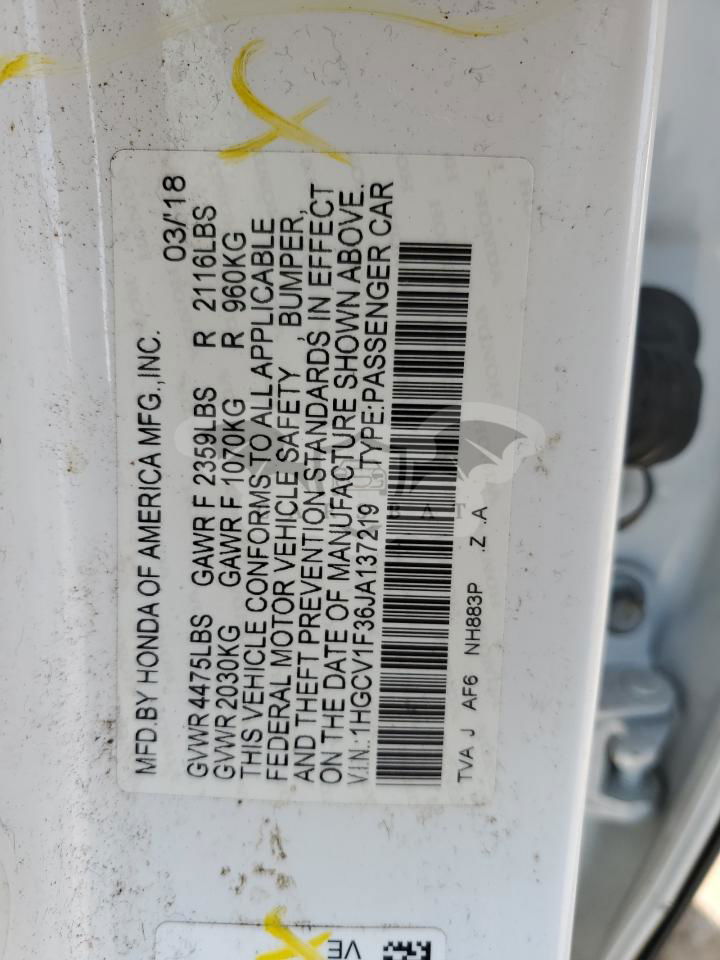 MFD.BY HONDA OF AMERICA MFG.,INC. 03/'18
GVWR 4475LBS GAWR F 2359LBS R 2116LBS
GVWR 2030KG GAWR F 1070KG R 960KG
THIS VEHICLE CONFORMS TO ALL APPLICABLE
FEDERAL MOTOR VEHICLE SAFETY , BUMPER,
AND THEFT PREVENTION STANDARDS IN EFFECT
ON THE DATE OF MANUFACTURE SHOWN ABOVE.
V.I.N.:1HGCV1F36JA137219 TYPE:PASSENGER CAR
TVA J AF6 NH883P .Z .A
VE